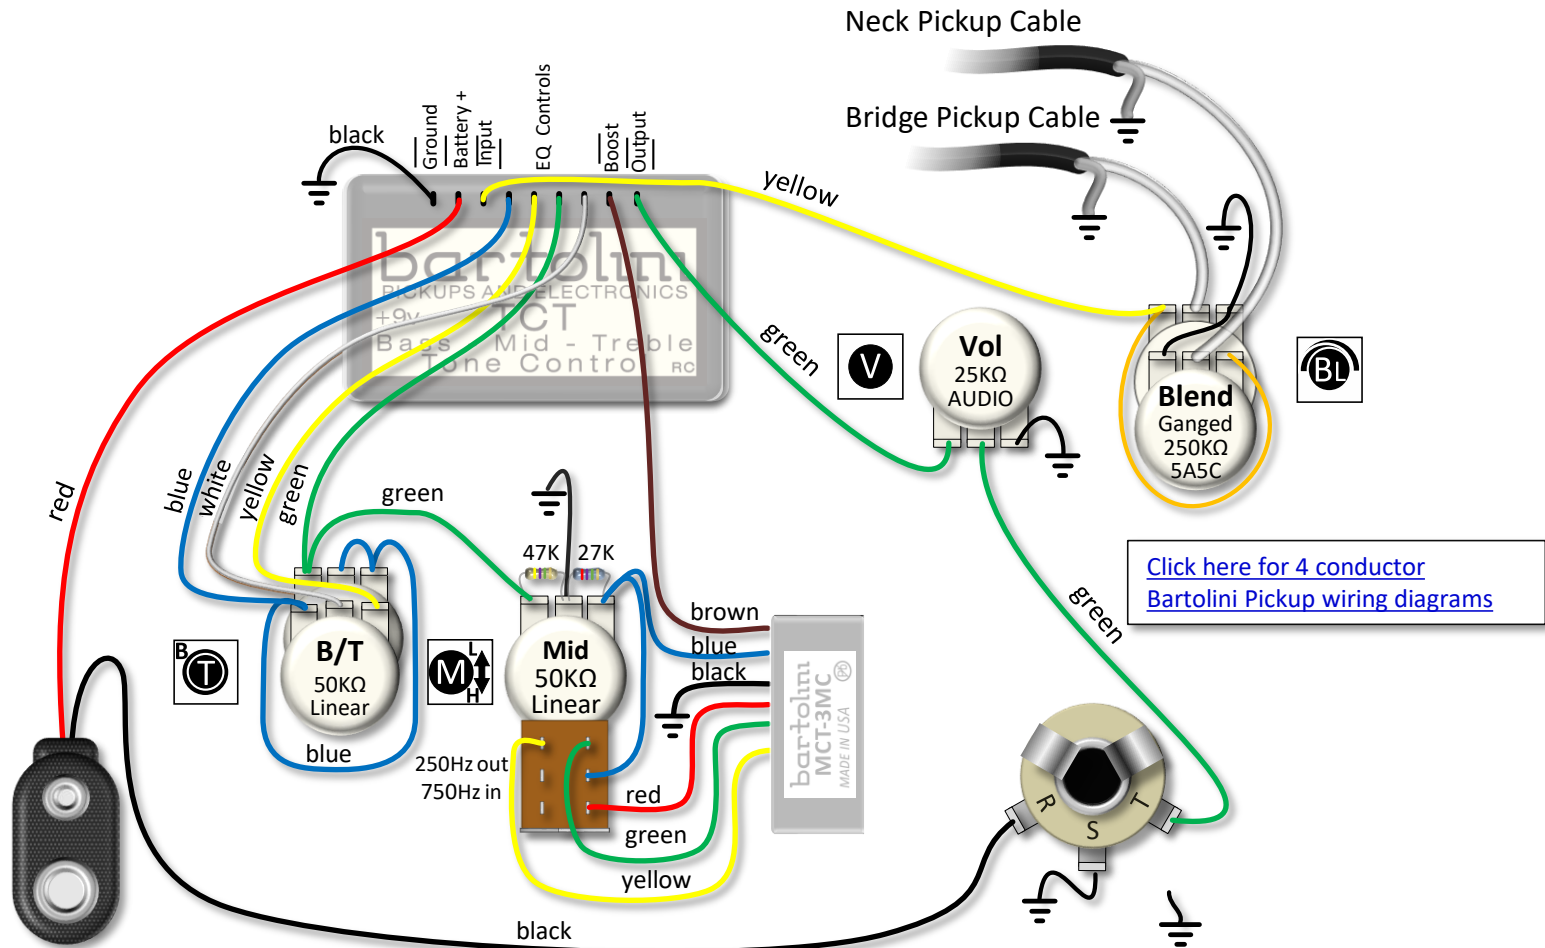 Neck Pickup Cable
Bridge Pickup Cable
black
Ground
Battery +
Input
EQ Controls
Boost
Output
yellow
bartolini
PICKUPS AND ELECTRONICS
+9v TCT
Bass - Mid - Treble
Tone Control RC
green
V
Vol
25KΩ
AUDIO
Blend
Ganged
250KΩ
5A5C
BL
red
blue
white
yellow
green
green
47K
27K
Click here for 4 conductor
Bartolini Pickup wiring diagrams
green
brown
blue
black
B
T
B/T
50KΩ
Linear
M
L
H
Mid
50KΩ
Linear
bartolini
MCT-3MC
MADE IN USA
blue
250Hz out
750Hz in
red
green
yellow
R
S
T
black